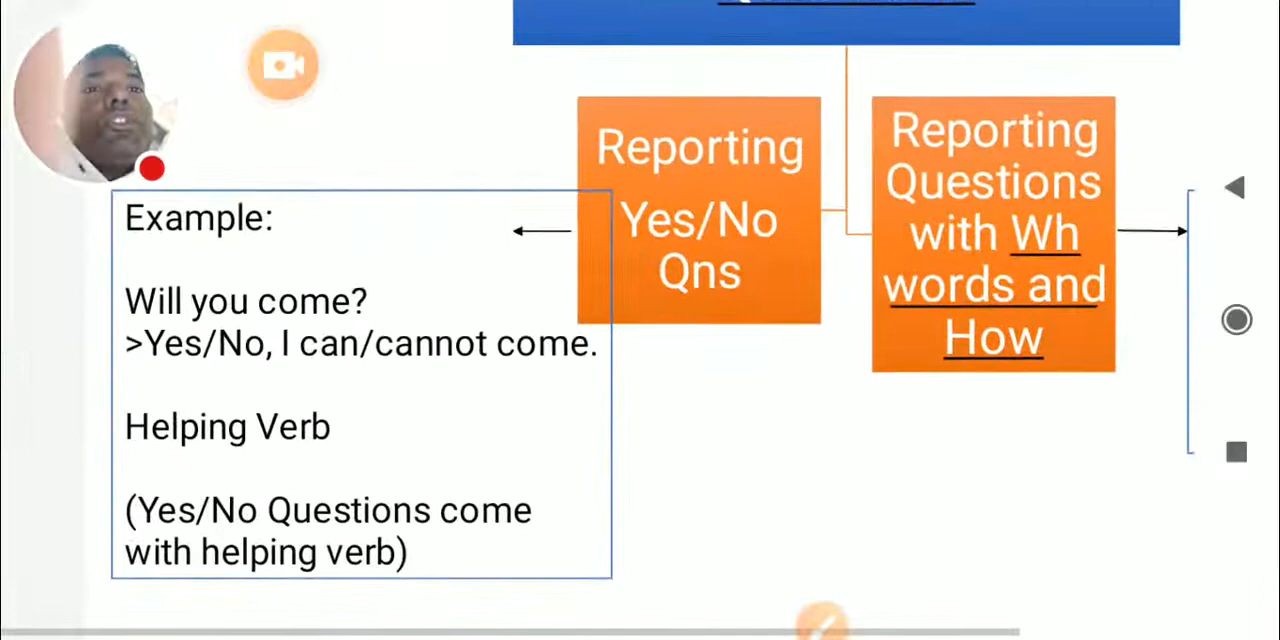 Reporting
Yes/No
Qns
Reporting
Questions
with Wh
words and
How
Example:
Will you come?
>Yes/No, I can/cannot come.
Helping Verb
(Yes/No Questions come
with helping verb)